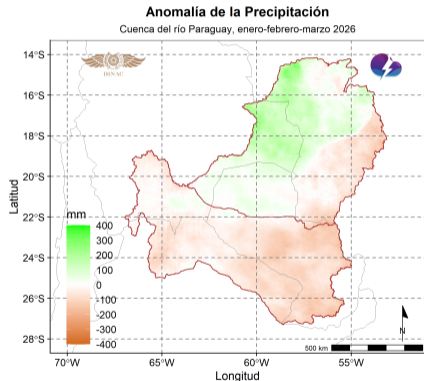 Anomalía de la Precipitación
Cuenca del río Paraguay, enero-febrero-marzo 2026
DINAC
14°S
16°S
18°S
20°S
22°S
24°S
26°S
28°S
Latitud
mm
400
300
200
100
0
-100
-200
-300
-400
N
500 km
70°W
65°W
60°W
55°W
Longitud